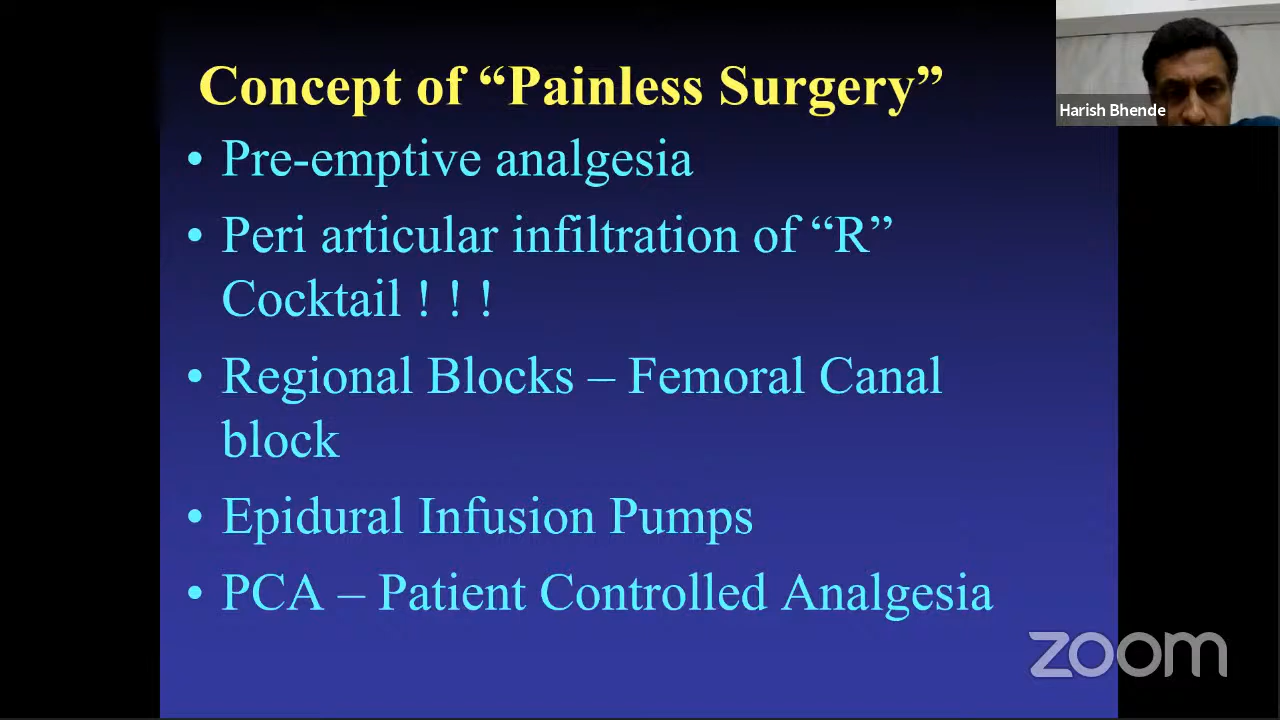 Concept of “Painless Surgery”
Harish Bhende
• Pre-emptive analgesia
• Peri articular infiltration of “R”
Cocktail ! ! !
• Regional Blocks – Femoral Canal
block
• Epidural Infusion Pumps
• PCA – Patient Controlled Analgesia
zoom